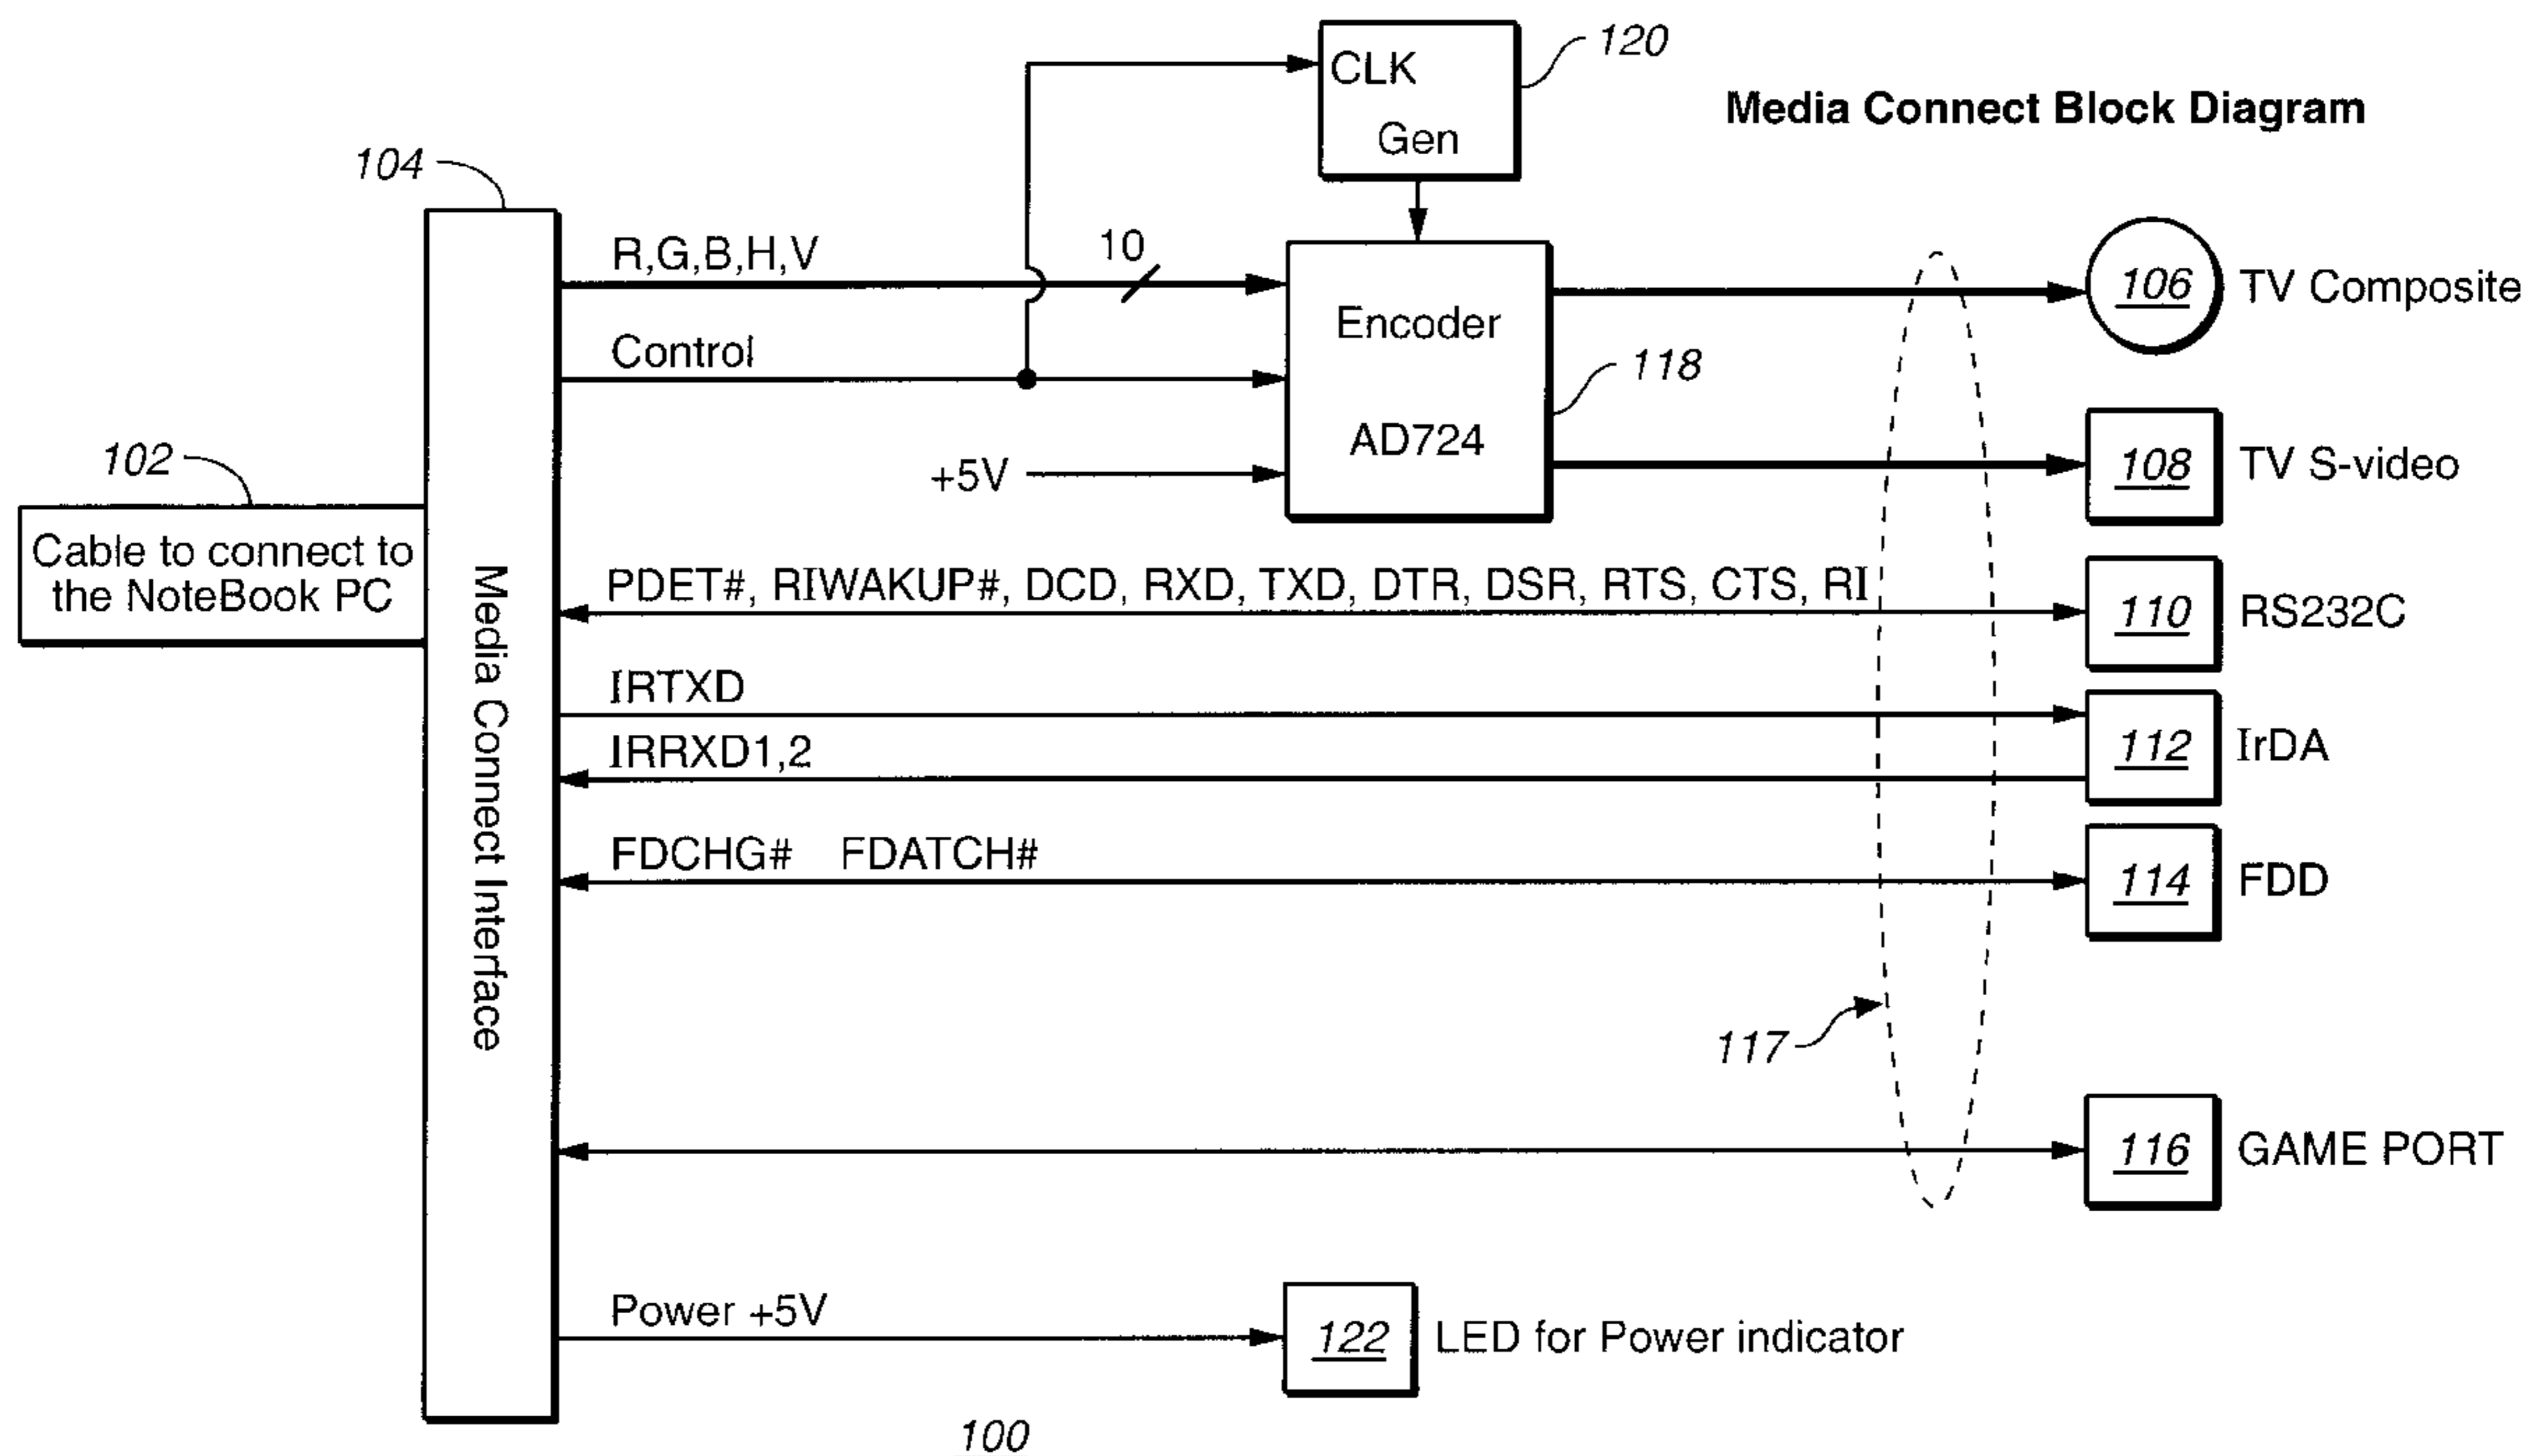 120
CLK
Gen
Media Connect Block Diagram
104
R,G,B,H,V
10
106
TV Composite
Encoder
AD724
Control
118
+5V
108
TV S-video
102
Cable to connect to
the NoteBook PC
Media Connect Interface
PDET#, RIWAKUP#, DCD, RXD, TXD, DTR, DSR, RTS, CTS, RI
110
RS232C
IRTXD
IRRXD1,2
112
IrDA
FDCHG# FDATCH#
114
FDD
117
116
GAME PORT
Power +5V
122
LED for Power indicator
100